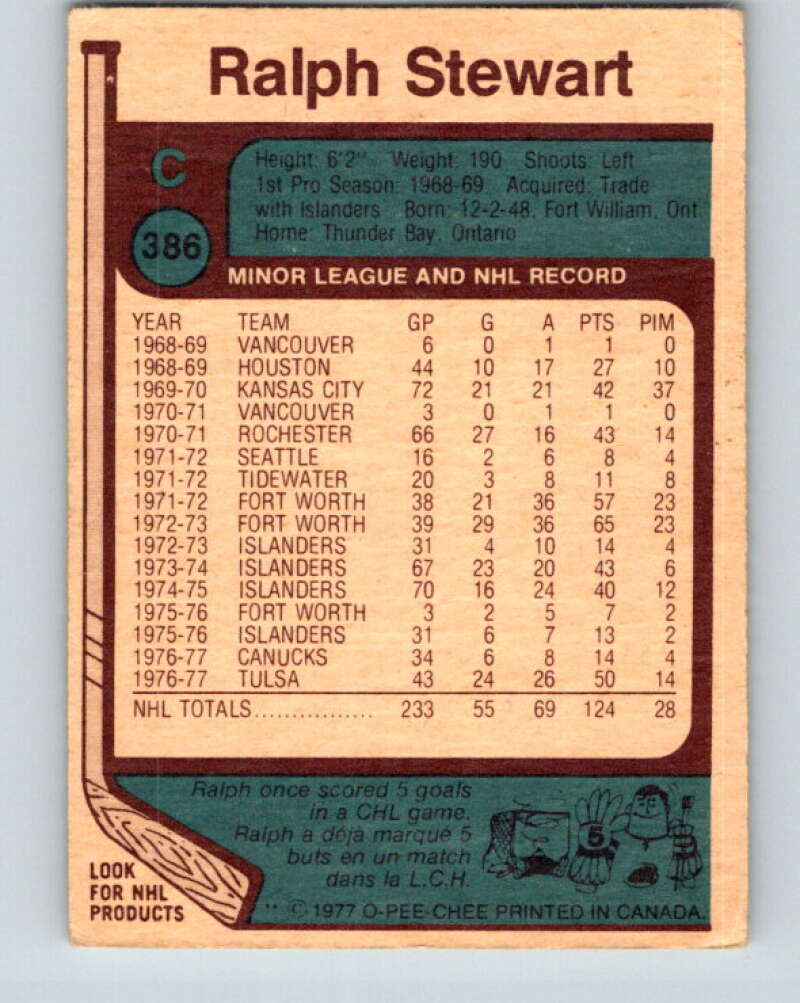 Ralph Stewart
C
386
Height: 6'2" Weight: 190 Shoots: Left
1st Pro Season: 1968-69 Acquired: Trade
with Islanders Born: 12-2-48, Fort William, Ont.
Home: Thunder Bay, Ontario
MINOR LEAGUE AND NHL RECORD
YEAR TEAM GP G A PTS PIM
1968-69 VANCOUVER 6 0 1 1 0
1968-69 HOUSTON 44 10 17 27 10
1969-70 KANSAS CITY 72 21 21 42 37
1970-71 VANCOUVER 3 0 1 1 0
1970-71 ROCHESTER 66 27 16 43 14
1971-72 SEATTLE 16 2 6 8 4
1971-72 TIDEWATER 20 3 8 11 8
1971-72 FORT WORTH 38 21 36 57 23
1972-73 FORT WORTH 39 29 36 65 23
1972-73 ISLANDERS 31 4 10 14 4
1973-74 ISLANDERS 67 23 20 43 6
1974-75 ISLANDERS 70 16 24 40 12
1975-76 FORT WORTH 3 2 5 7 2
1975-76 ISLANDERS 31 6 7 13 2
1976-77 CANUCKS 34 6 8 14 4
1976-77 TULSA 43 24 26 50 14
NHL TOTALS................ 233 55 69 124 28
Ralph once scored 5 goals
in a CHL game.
Ralph a déjà marqué 5
buts en un match
dans la L.C.H.
5
LOOK
FOR NHL
PRODUCTS
** © 1977 O-PEE-CHEE PRINTED IN CANADA.